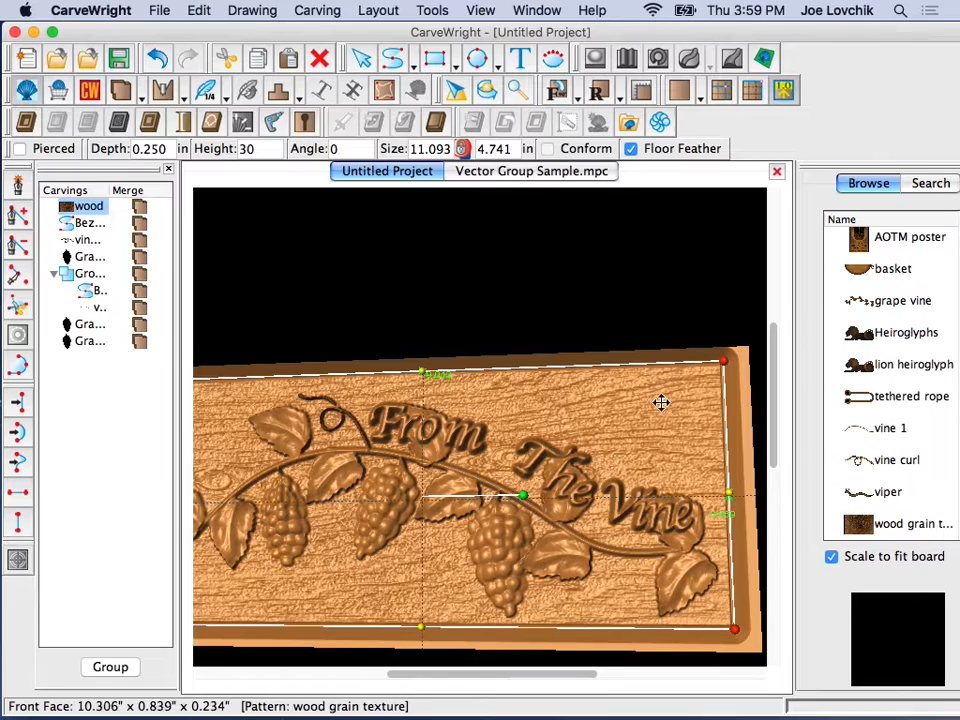 CarveWright File Edit Drawing Carving Layout Tools View Window Help Thu 3:59 PM Joe Lovchik
CarveWright - [Untitled Project]
T
CW 1/4 F R
Pierced Depth: 0.250 in Height: 30 Angle: 0 Size: 11.093 4.741 in Conform Floor Feather
Untitled Project Vector Group Sample.mpc
Browse Search
Carvings Merge
Name
wood
Bez...
vin...
Gra...
Gro...
B..
v..
Gra...
Gra...
AOTM poster
basket
grape vine
Heiroglyphs
lion heiroglyph
tethered rope
vine 1
vine curl
viper
wood grain t...
From The Vine
Scale to fit board
Group
Front Face: 10.306" x 0.839" x 0.234" [Pattern: wood grain texture]